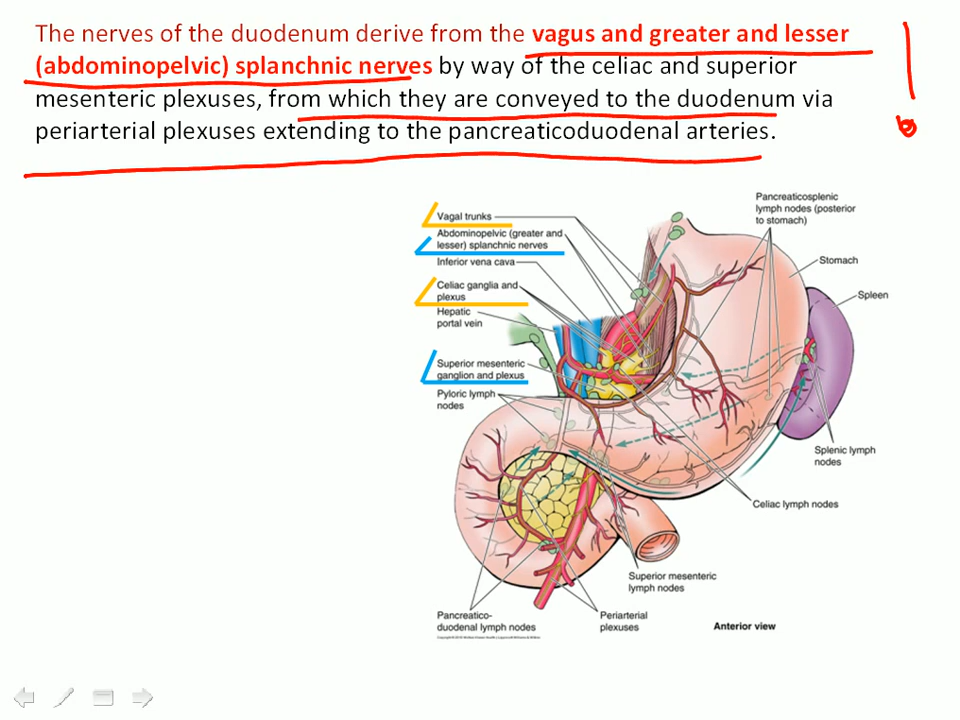 The nerves of the duodenum derive from the vagus and greater and lesser
(abdominopelvic) splanchnic nerves by way of the celiac and superior
mesenteric plexuses, from which they are conveyed to the duodenum via
periarterial plexuses extending to the pancreaticoduodenal arteries.
Pancreaticosplenic
lymph nodes (posterior
to stomach)
Vagal trunks
Abdominopelvic (greater and
lesser) splanchnic nerves
Inferior vena cava
Stomach
Celiac ganglia and
plexus
Spleen
Hepatic
portal vein
Superior mesenteric
ganglion and plexus
Pyloric lymph
nodes
Splenic lymph
nodes
Celiac lymph nodes
Superior mesenteric
lymph nodes
Pancreatico-
duodenal lymph nodes
Periarterial
plexuses
Anterior view